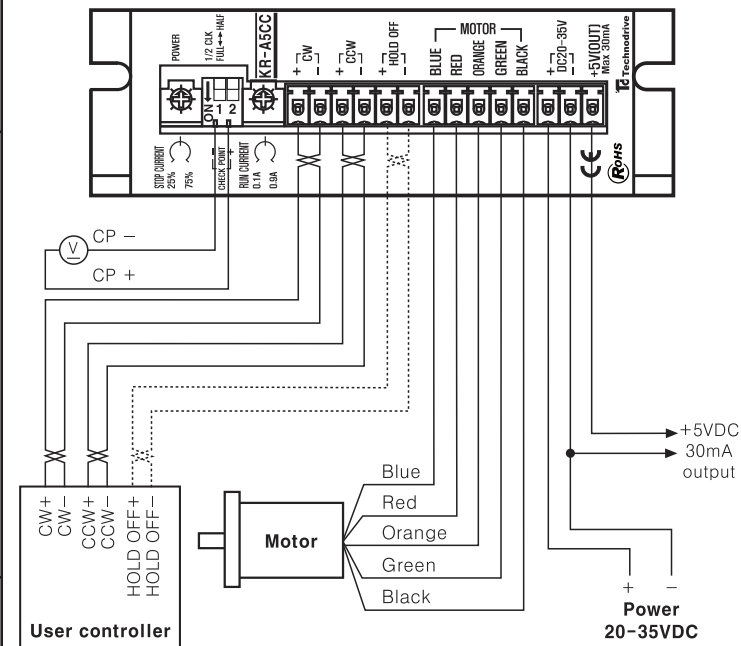 POWER
1/2 CLK
FULL↔HALF
KR-A5CC
+ CW -
+ CCW -
+ HOLD OFF -
MOTOR
BLUE
RED
ORANGE
GREEN
BLACK
+ DC20-35V -
+5V(OUT)
Max 30mA
Technodrive
ON
1 2
STOP CURRENT
25%
75%
- CHECK POINT +
RUN CURRENT
0.1A
0.9A
CE
RoHS
V
CP −
CP +
+5VDC
30mA
output
CW+
CW-
CCW+
CCW-
HOLD OFF+
HOLD OFF-
User controller
Motor
Blue
Red
Orange
Green
Black
+ −
Power
20-35VDC